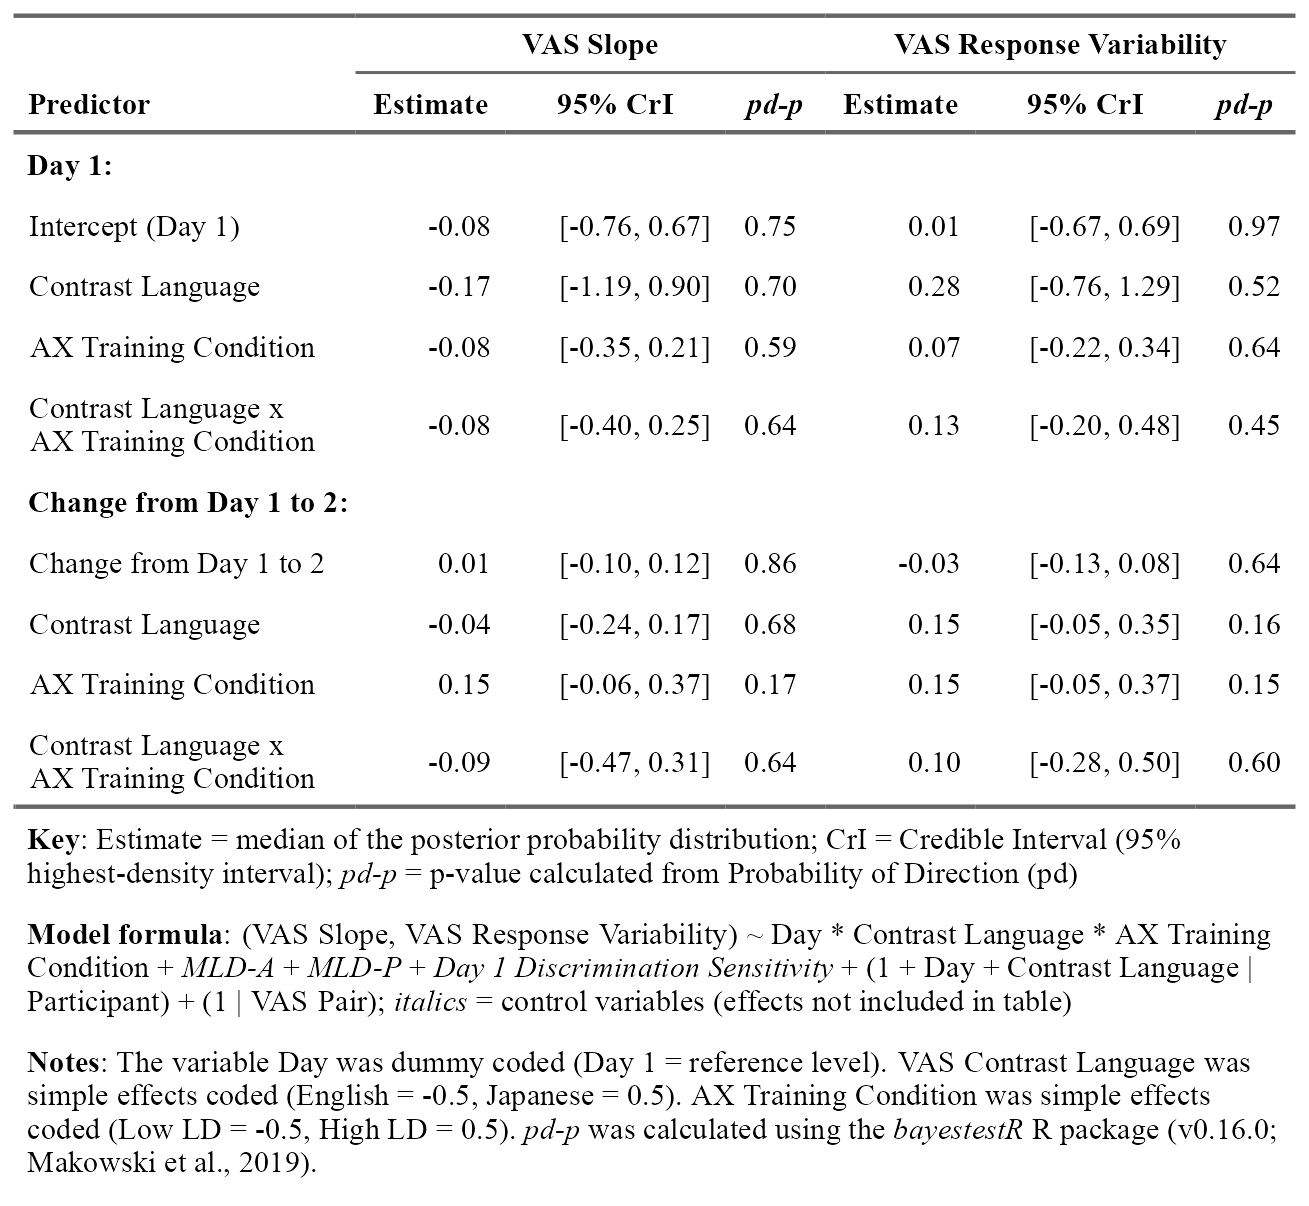 VAS Slope VAS Response Variability
Predictor Estimate 95% CrI pd-p Estimate 95% CrI pd-p
Day 1:
Intercept (Day 1) -0.08 [-0.76, 0.67] 0.75 0.01 [-0.67, 0.69] 0.97
Contrast Language -0.17 [-1.19, 0.90] 0.70 0.28 [-0.76, 1.29] 0.52
AX Training Condition -0.08 [-0.35, 0.21] 0.59 0.07 [-0.22, 0.34] 0.64
Contrast Language x
AX Training Condition -0.08 [-0.40, 0.25] 0.64 0.13 [-0.20, 0.48] 0.45
Change from Day 1 to 2:
Change from Day 1 to 2 0.01 [-0.10, 0.12] 0.86 -0.03 [-0.13, 0.08] 0.64
Contrast Language -0.04 [-0.24, 0.17] 0.68 0.15 [-0.05, 0.35] 0.16
AX Training Condition 0.15 [-0.06, 0.37] 0.17 0.15 [-0.05, 0.37] 0.15
Contrast Language x
AX Training Condition -0.09 [-0.47, 0.31] 0.64 0.10 [-0.28, 0.50] 0.60
Key: Estimate = median of the posterior probability distribution; CrI = Credible Interval (95%
highest-density interval); pd-p = p-value calculated from Probability of Direction (pd)
Model formula: (VAS Slope, VAS Response Variability) ~ Day * Contrast Language * AX Training
Condition + MLD-A + MLD-P + Day 1 Discrimination Sensitivity + (1 + Day + Contrast Language |
Participant) + (1 | VAS Pair); italics = control variables (effects not included in table)
Notes: The variable Day was dummy coded (Day 1 = reference level). VAS Contrast Language was
simple effects coded (English = -0.5, Japanese = 0.5). AX Training Condition was simple effects
coded (Low LD = -0.5, High LD = 0.5). pd-p was calculated using the bayestestR R package (v0.16.0;
Makowski et al., 2019).